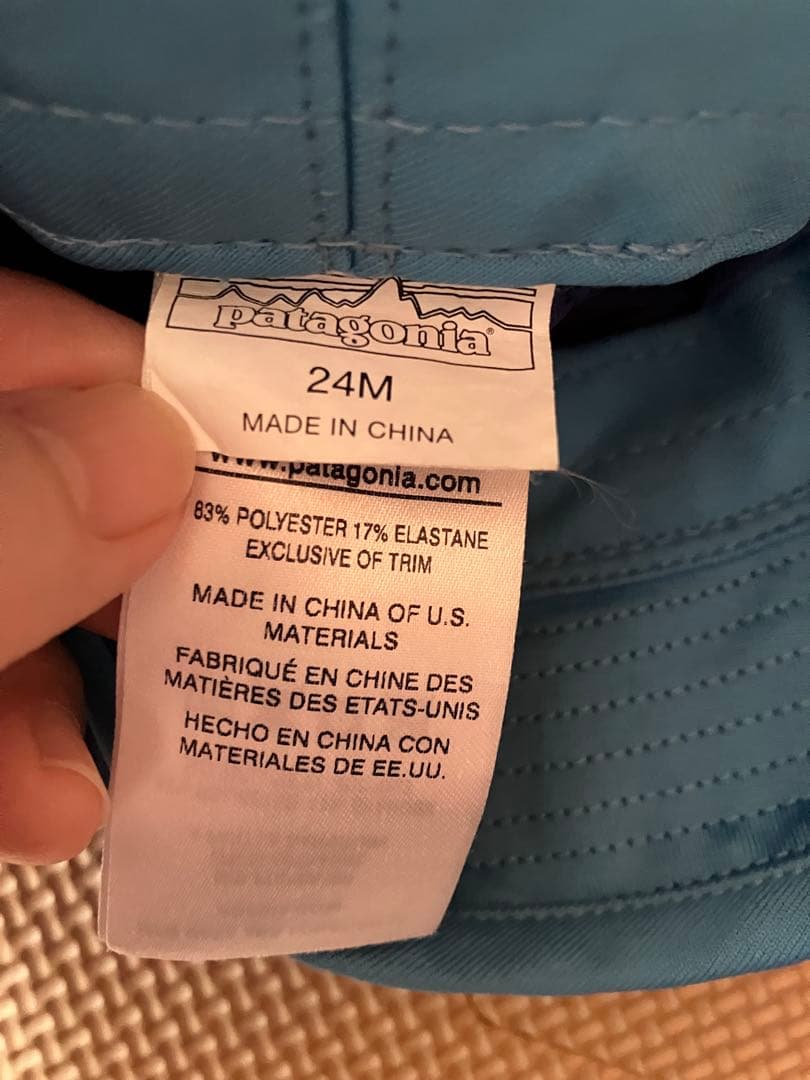 patagonia®
24M
MADE IN CHINA
www.patagonia.com
83% POLYESTER 17% ELASTANE
EXCLUSIVE OF TRIM
MADE IN CHINA OF U.S.
MATERIALS
FABRIQUÉ EN CHINE DES
MATIÈRES DES ETATS-UNIS
HECHO EN CHINA CON
MATERIALES DE EE.UU.